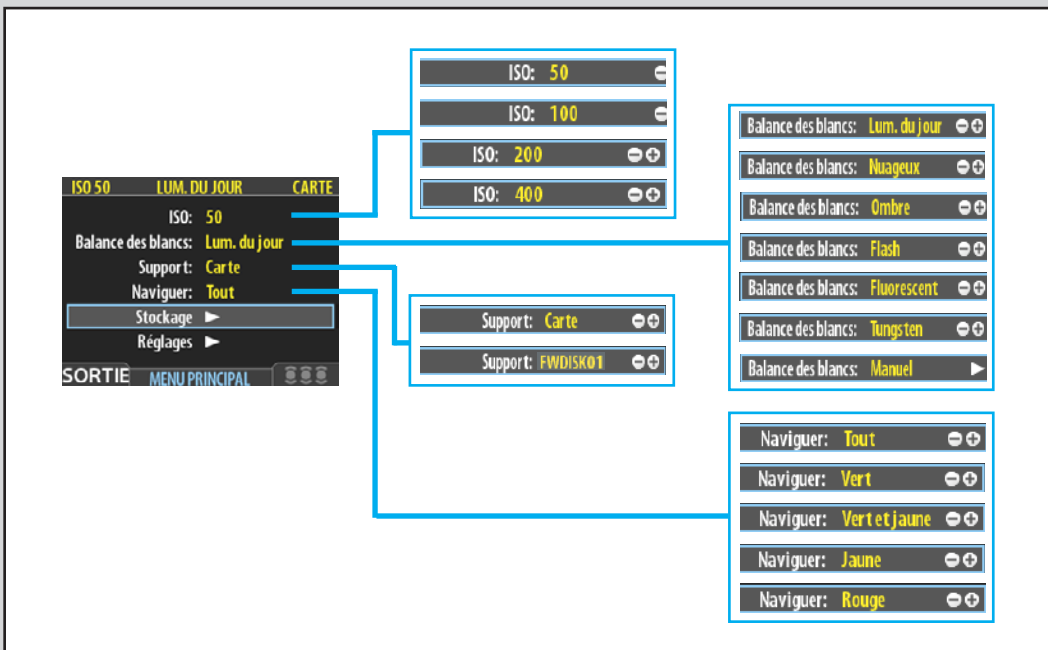 ISO 50 LUM. DU JOUR CARTE
ISO: 50
Balance des blancs: Lum. du jour
Support: Carte
Naviguer: Tout
Stockage
Réglages
SORTIE MENU PRINCIPAL
ISO: 50
ISO: 100
ISO: 200
ISO: 400
Support: Carte
Support: FWDISK01
Balance des blancs: Lum. du jour
Balance des blancs: Nuageux
Balance des blancs: Ombre
Balance des blancs: Flash
Balance des blancs: Fluorescent
Balance des blancs: Tungsten
Balance des blancs: Manuel
Naviguer: Tout
Naviguer: Vert
Naviguer: Vert et jaune
Naviguer: Jaune
Naviguer: Rouge